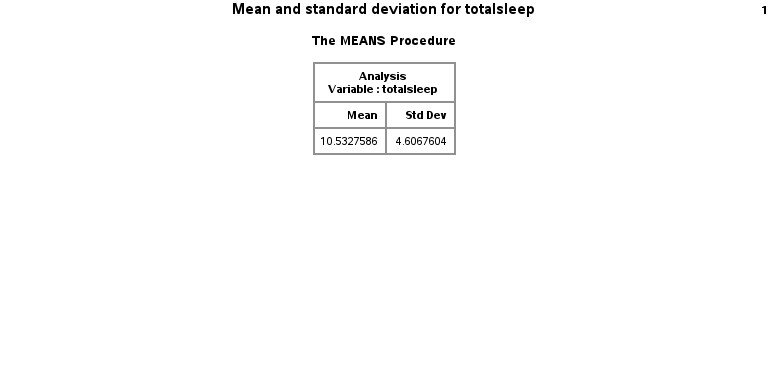 Mean and standard deviation for totalsleep 1
The MEANS Procedure
Analysis
Variable : totalsleep
Mean Std Dev
10.5327586 4.6067604